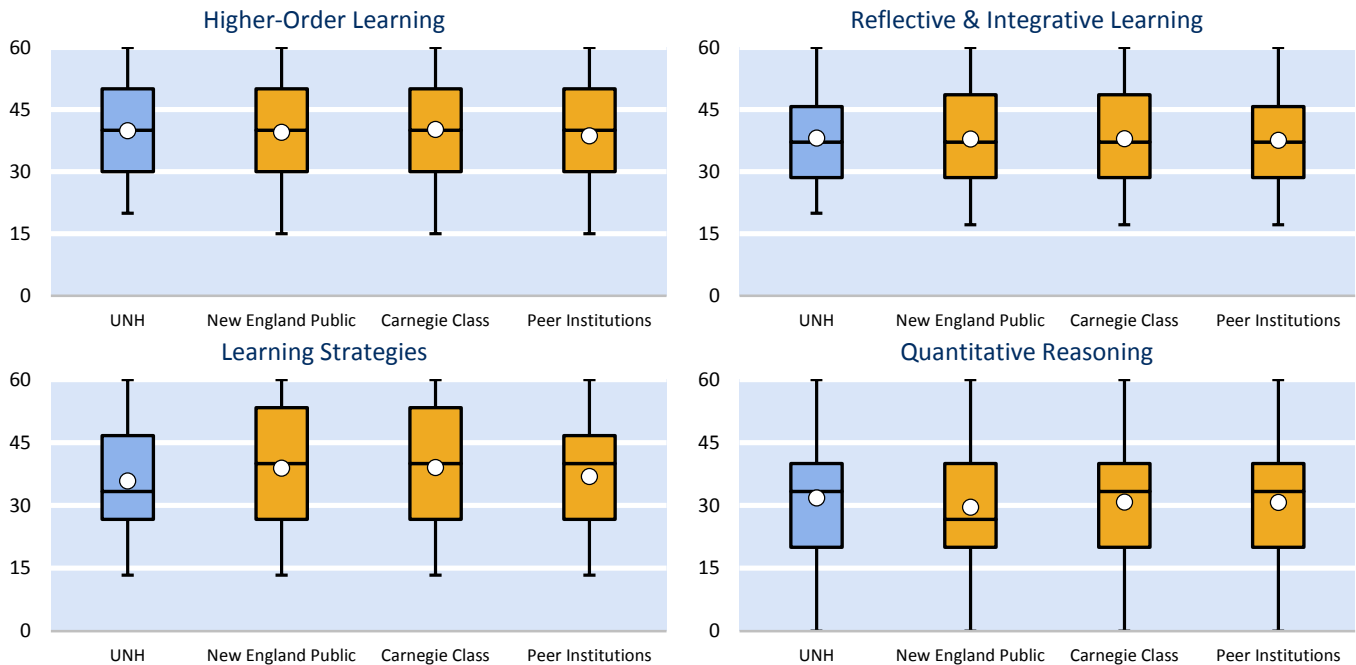 Higher-Order Learning
60
45
30
15
0
UNH New England Public Carnegie Class Peer Institutions
Reflective & Integrative Learning
60
45
30
15
0
UNH New England Public Carnegie Class Peer Institutions
Learning Strategies
60
45
30
15
0
UNH New England Public Carnegie Class Peer Institutions
Quantitative Reasoning
60
45
30
15
0
UNH New England Public Carnegie Class Peer Institutions